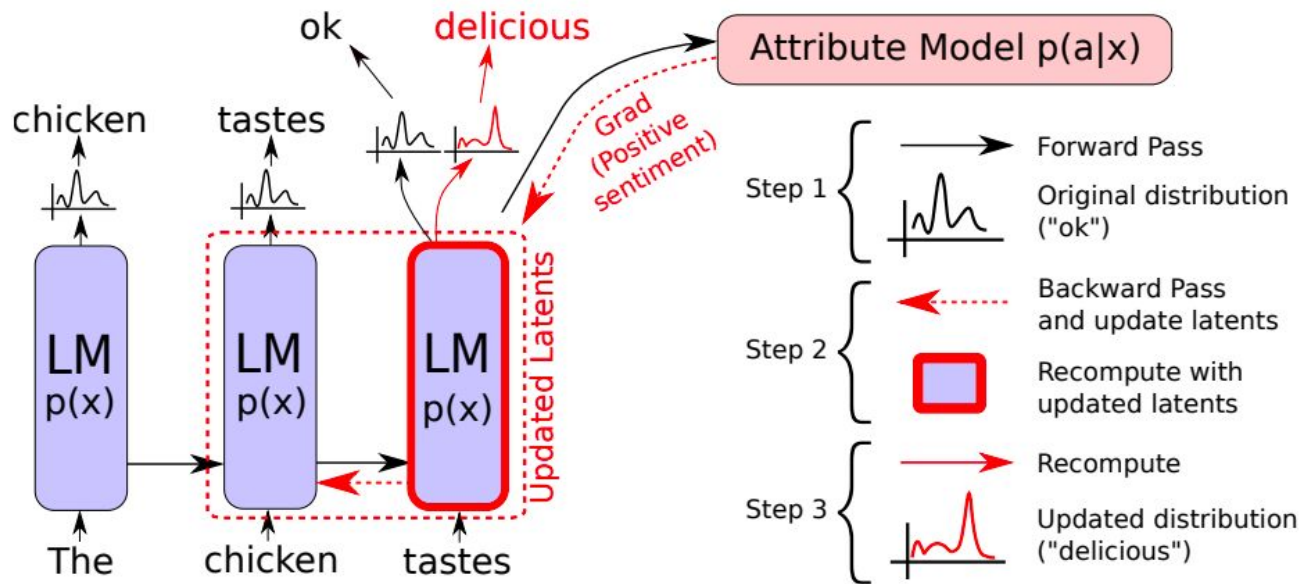 ok
delicious
Attribute Model p(a|x)
chicken
tastes
Grad
(Positive
sentiment)
LM
p(x)
LM
p(x)
LM
p(x)
Updated Latents
The
chicken
tastes
Step 1
Forward Pass
Original distribution
("ok")
Step 2
Backward Pass
and update latents
Recompute with
updated latents
Step 3
Recompute
Updated distribution
("delicious")